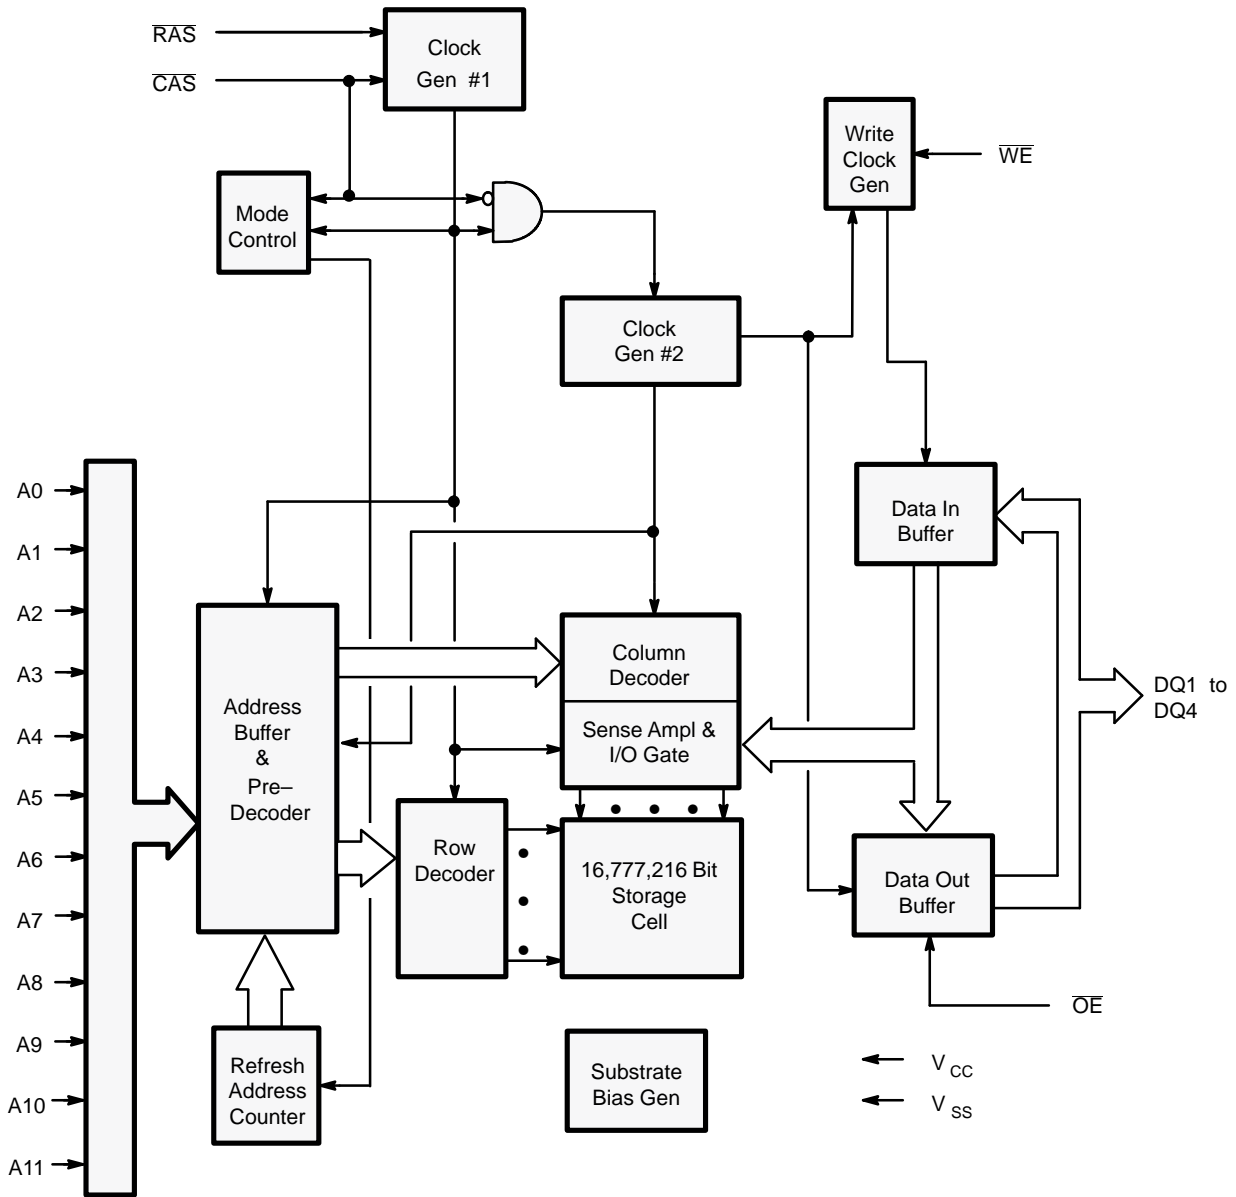 RAS
CAS
Clock
Gen #1
Write
Clock
Gen
WE
Mode
Control
Clock
Gen #2
A0
A1
A2
A3
A4
A5
A6
A7
A8
A9
A10
A11
Address
Buffer
&
Pre–
Decoder
Column
Decoder
Sense Ampl &
I/O Gate
Data In
Buffer
DQ1 to
DQ4
Row
Decoder
16,777,216 Bit
Storage
Cell
Data Out
Buffer
OE
Refresh
Address
Counter
Substrate
Bias Gen
V CC
V SS